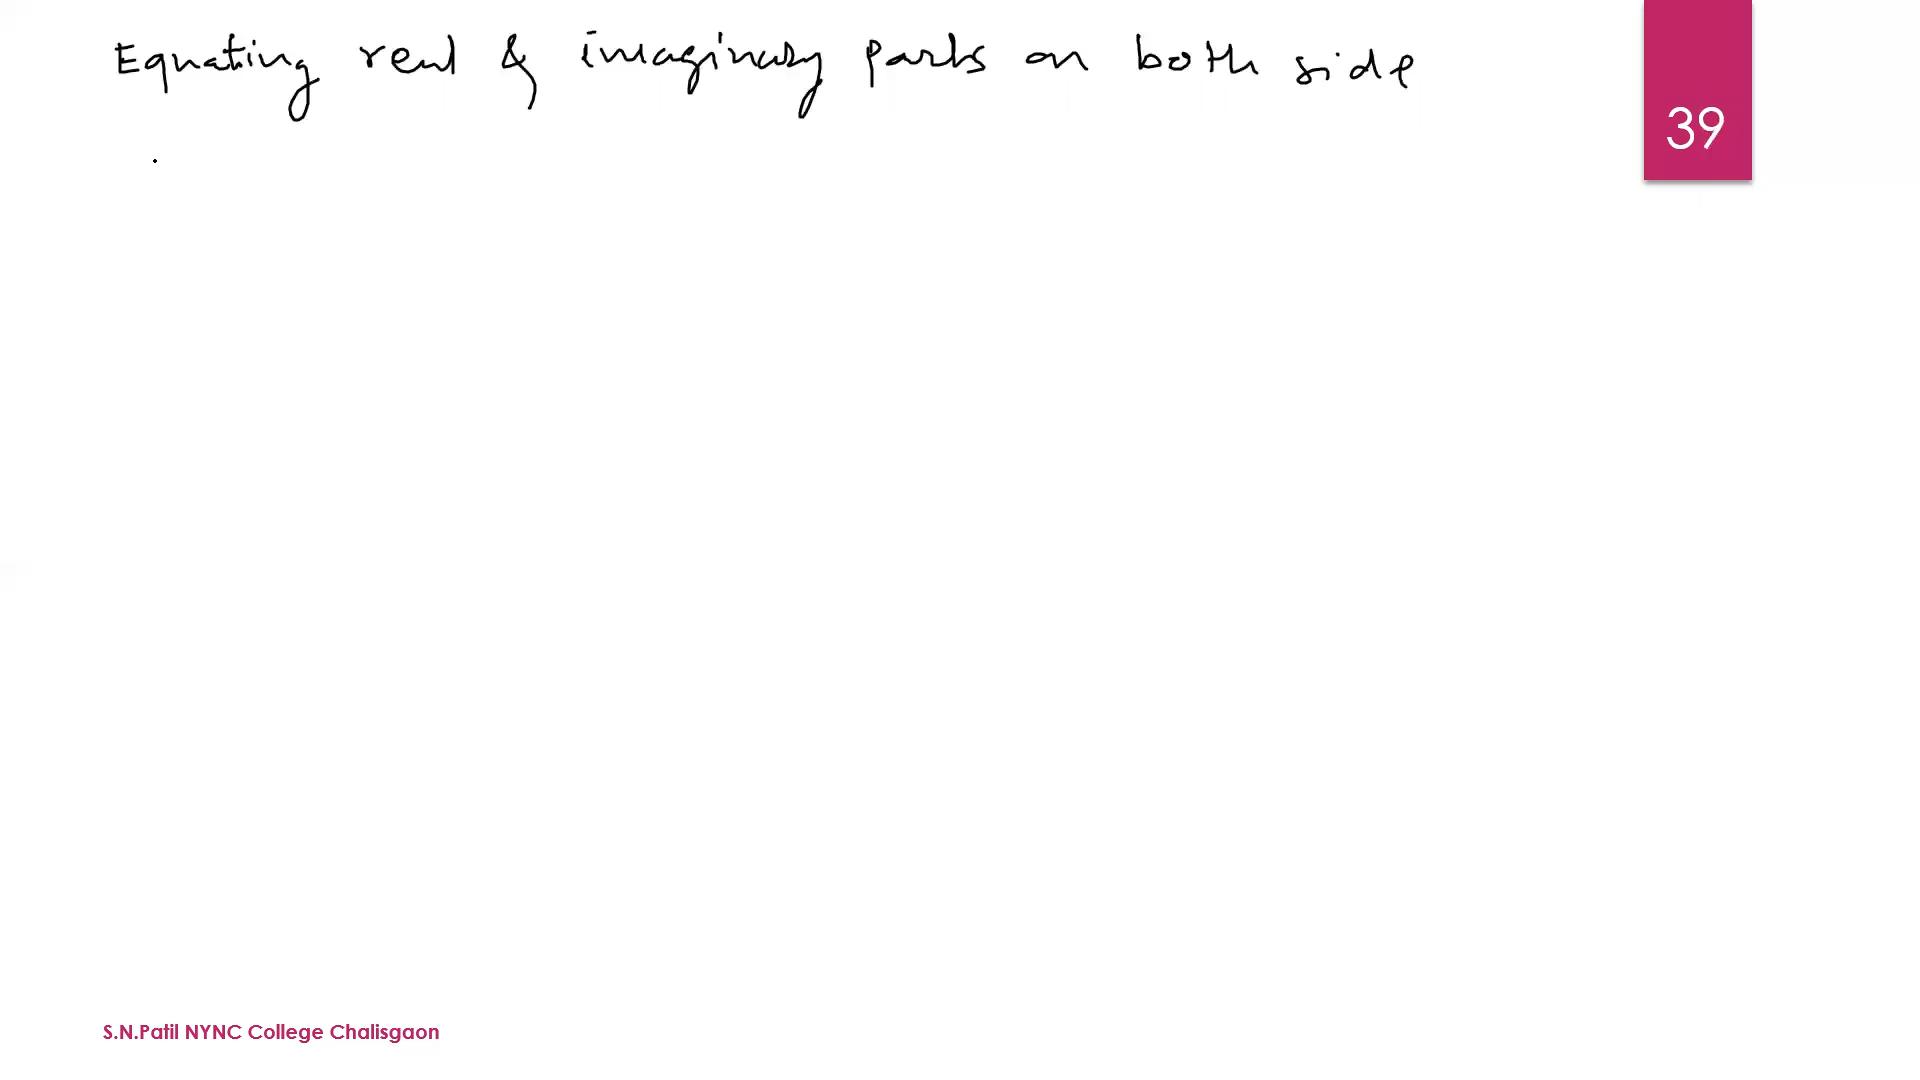 Equating real & imaginary parts on both side
39
S.N.Patil NYNC College Chalisgaon